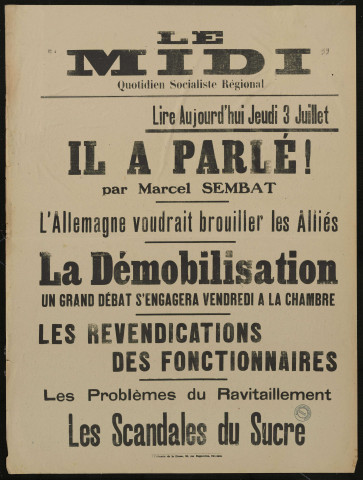 LE
MIDI
Quotidien Socialiste Régional
Lire Aujourd'hui Jeudi 3 Juillet
IL A PARLÉ!
par Marcel SEMBAT
L'Allemagne voudrait brouiller les Alliés
La Démobilisation
UN GRAND DÉBAT S'ENGAGERA VENDREDI A LA CHAMBRE
LES REVENDICATIONS
DES FONCTIONNAIRES
Les Problèmes du Ravitaillement
Les Scandales du Sucre